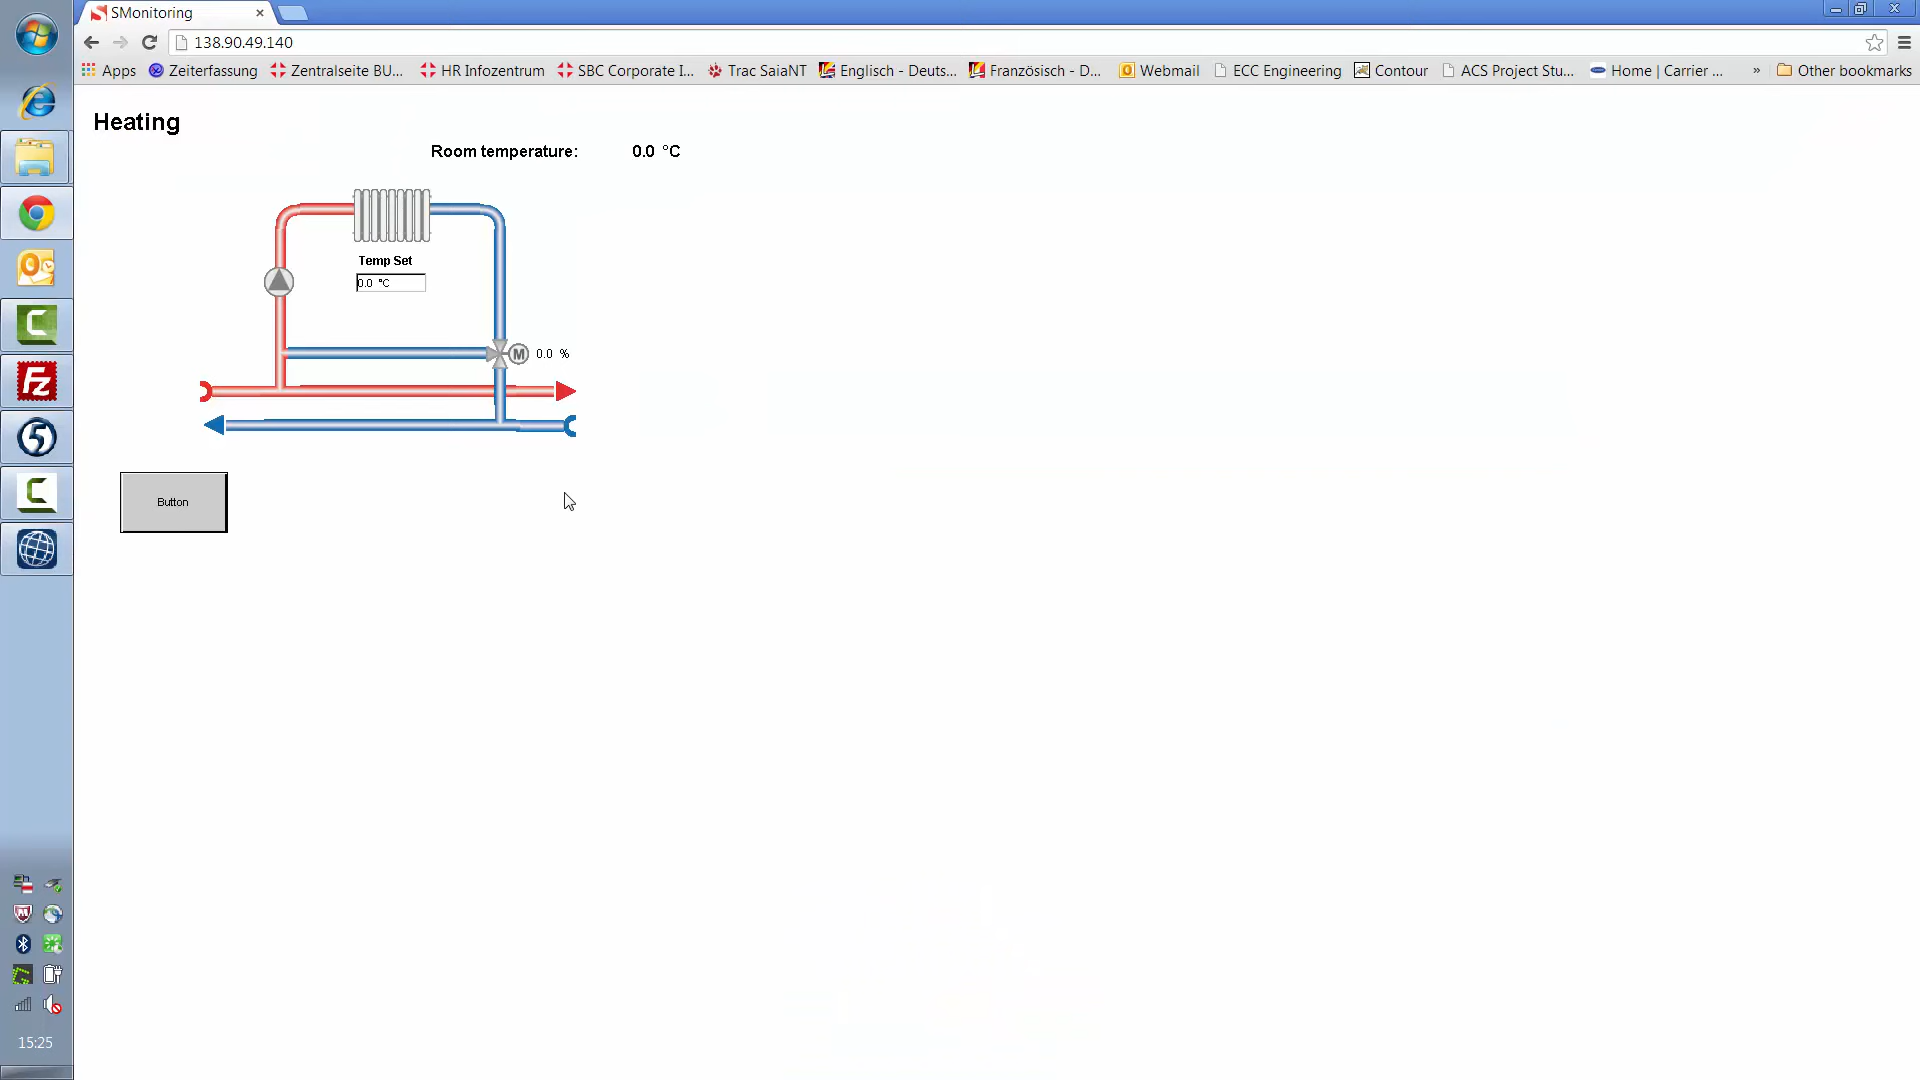 SMonitoring
138.90.49.140
Apps Zeiterfassung Zentralseite BU... HR Infozentrum SBC Corporate I... Trac SaiaNT Englisch - Deuts... Französisch - D... Webmail ECC Engineering Contour ACS Project Stu... Home | Carrier ... » Other bookmarks
Heating
Room temperature: 0.0 °C
Temp Set
0.0 °C
M 0.0 %
Button
15:25